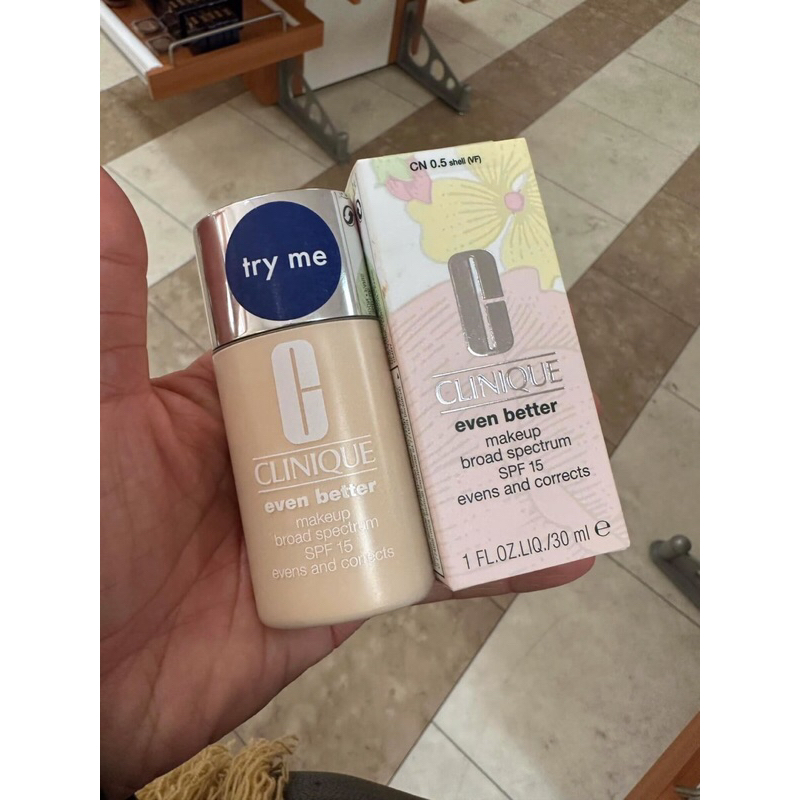 try me
C
CLINIQUE
even better
makeup
broad spectrum
SPF 15
evens and corrects
CN 0.5 shell (VF)
C
CLINIQUE
even better
makeup
broad spectrum
SPF 15
evens and corrects
1 FL.OZ.LIQ./30 ml e